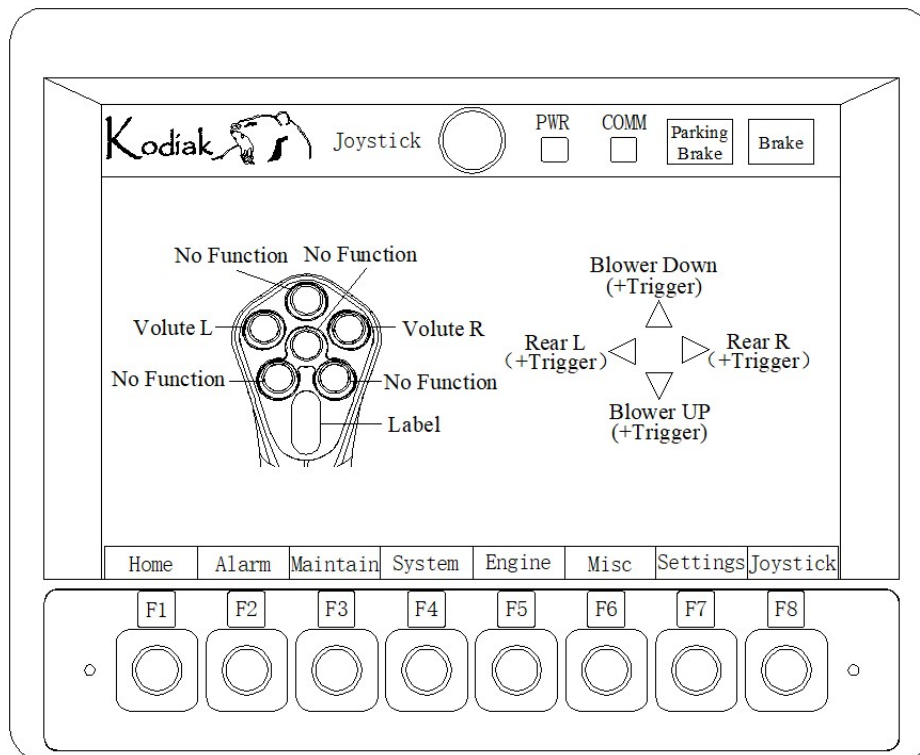 Kodiak
Joystick
PWR
COMM
Parking
Brake
Brake
No Function
No Function
Volute L
Volute R
No Function
No Function
Label
Blower Down
(+Trigger)
Rear L
(+Trigger)
Rear R
(+Trigger)
Blower UP
(+Trigger)
Home
Alarm
Maintain
System
Engine
Misc
Settings
Joystick
F1
F2
F3
F4
F5
F6
F7
F8